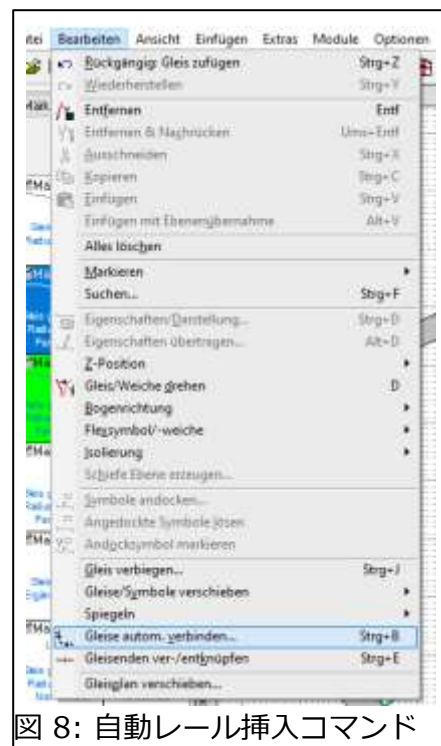 Bearbeiten Ansicht Einfügen Extras Module Optionen
Rückgängig: Gleis zufügen Strg+Z
Wiederherstellen Strg+Y
Entfernen Entf
Entfernen & Nachrücken Ums+Entf
Ausschneiden Strg+X
Kopieren Strg+C
Einfügen Strg+V
Einfügen mit Ebenenübernahme Alt+V
Alles löschen
Markieren
Suchen... Strg+F
Eigenschaften/Darstellung... Strg+D
Eigenschaften übertragen... Alt+D
Z-Position
Gleis/Weiche drehen D
Bogenrichtung
Flexsymbol/-weiche
Isolierung
Schiefe Ebene erzeugen...
Symbole andocken...
Angedockte Symbole lösen
Andocksymbol markieren
Gleis verbiegen... Strg+J
Gleise/Symbole verschieben
Spiegeln
Gleise autom. verbinden... Strg+B
Gleisenden ver-/entknüpfen Strg+E
Gleisplan verschieben...
図 8: 自動レール挿入コマンド